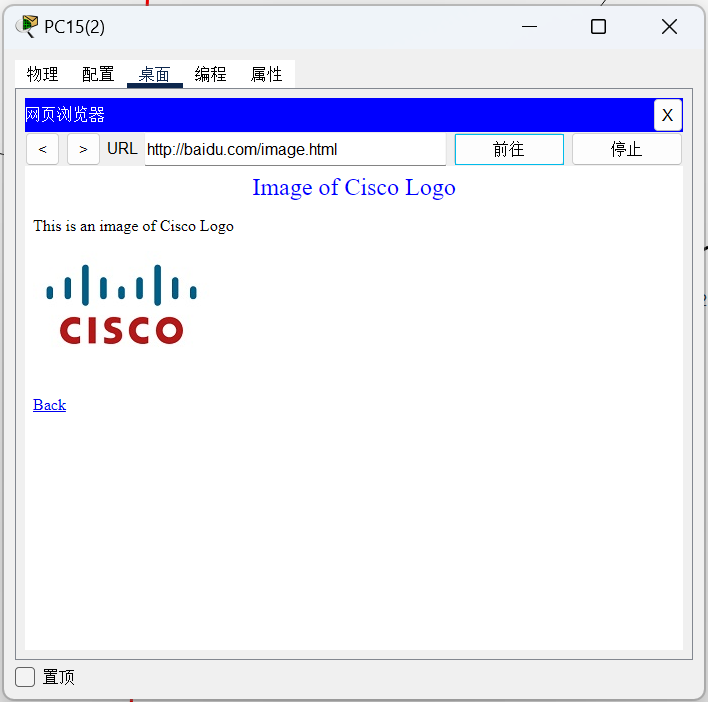 PC15(2)
物理 配置 桌面 编程 属性
网页浏览器 X
< > URL http://baidu.com/image.html 前往 停止
Image of Cisco Logo
This is an image of Cisco Logo
CISCO
Back
置顶